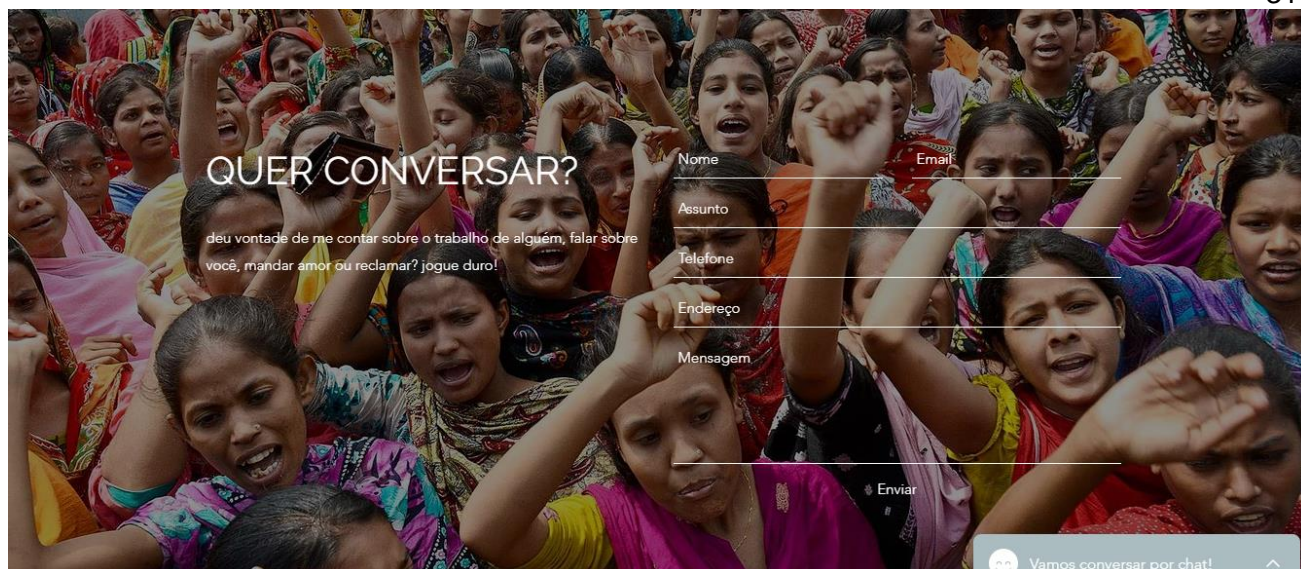 QUER CONVERSAR?
deu vontade de me contar sobre o trabalho de alguém, falar sobre
você, mandar amor ou reclamar? jogue duro!
Nome Email
Assunto
Telefone
Endereço
Mensagem
Enviar
Vamos conversar por chat!